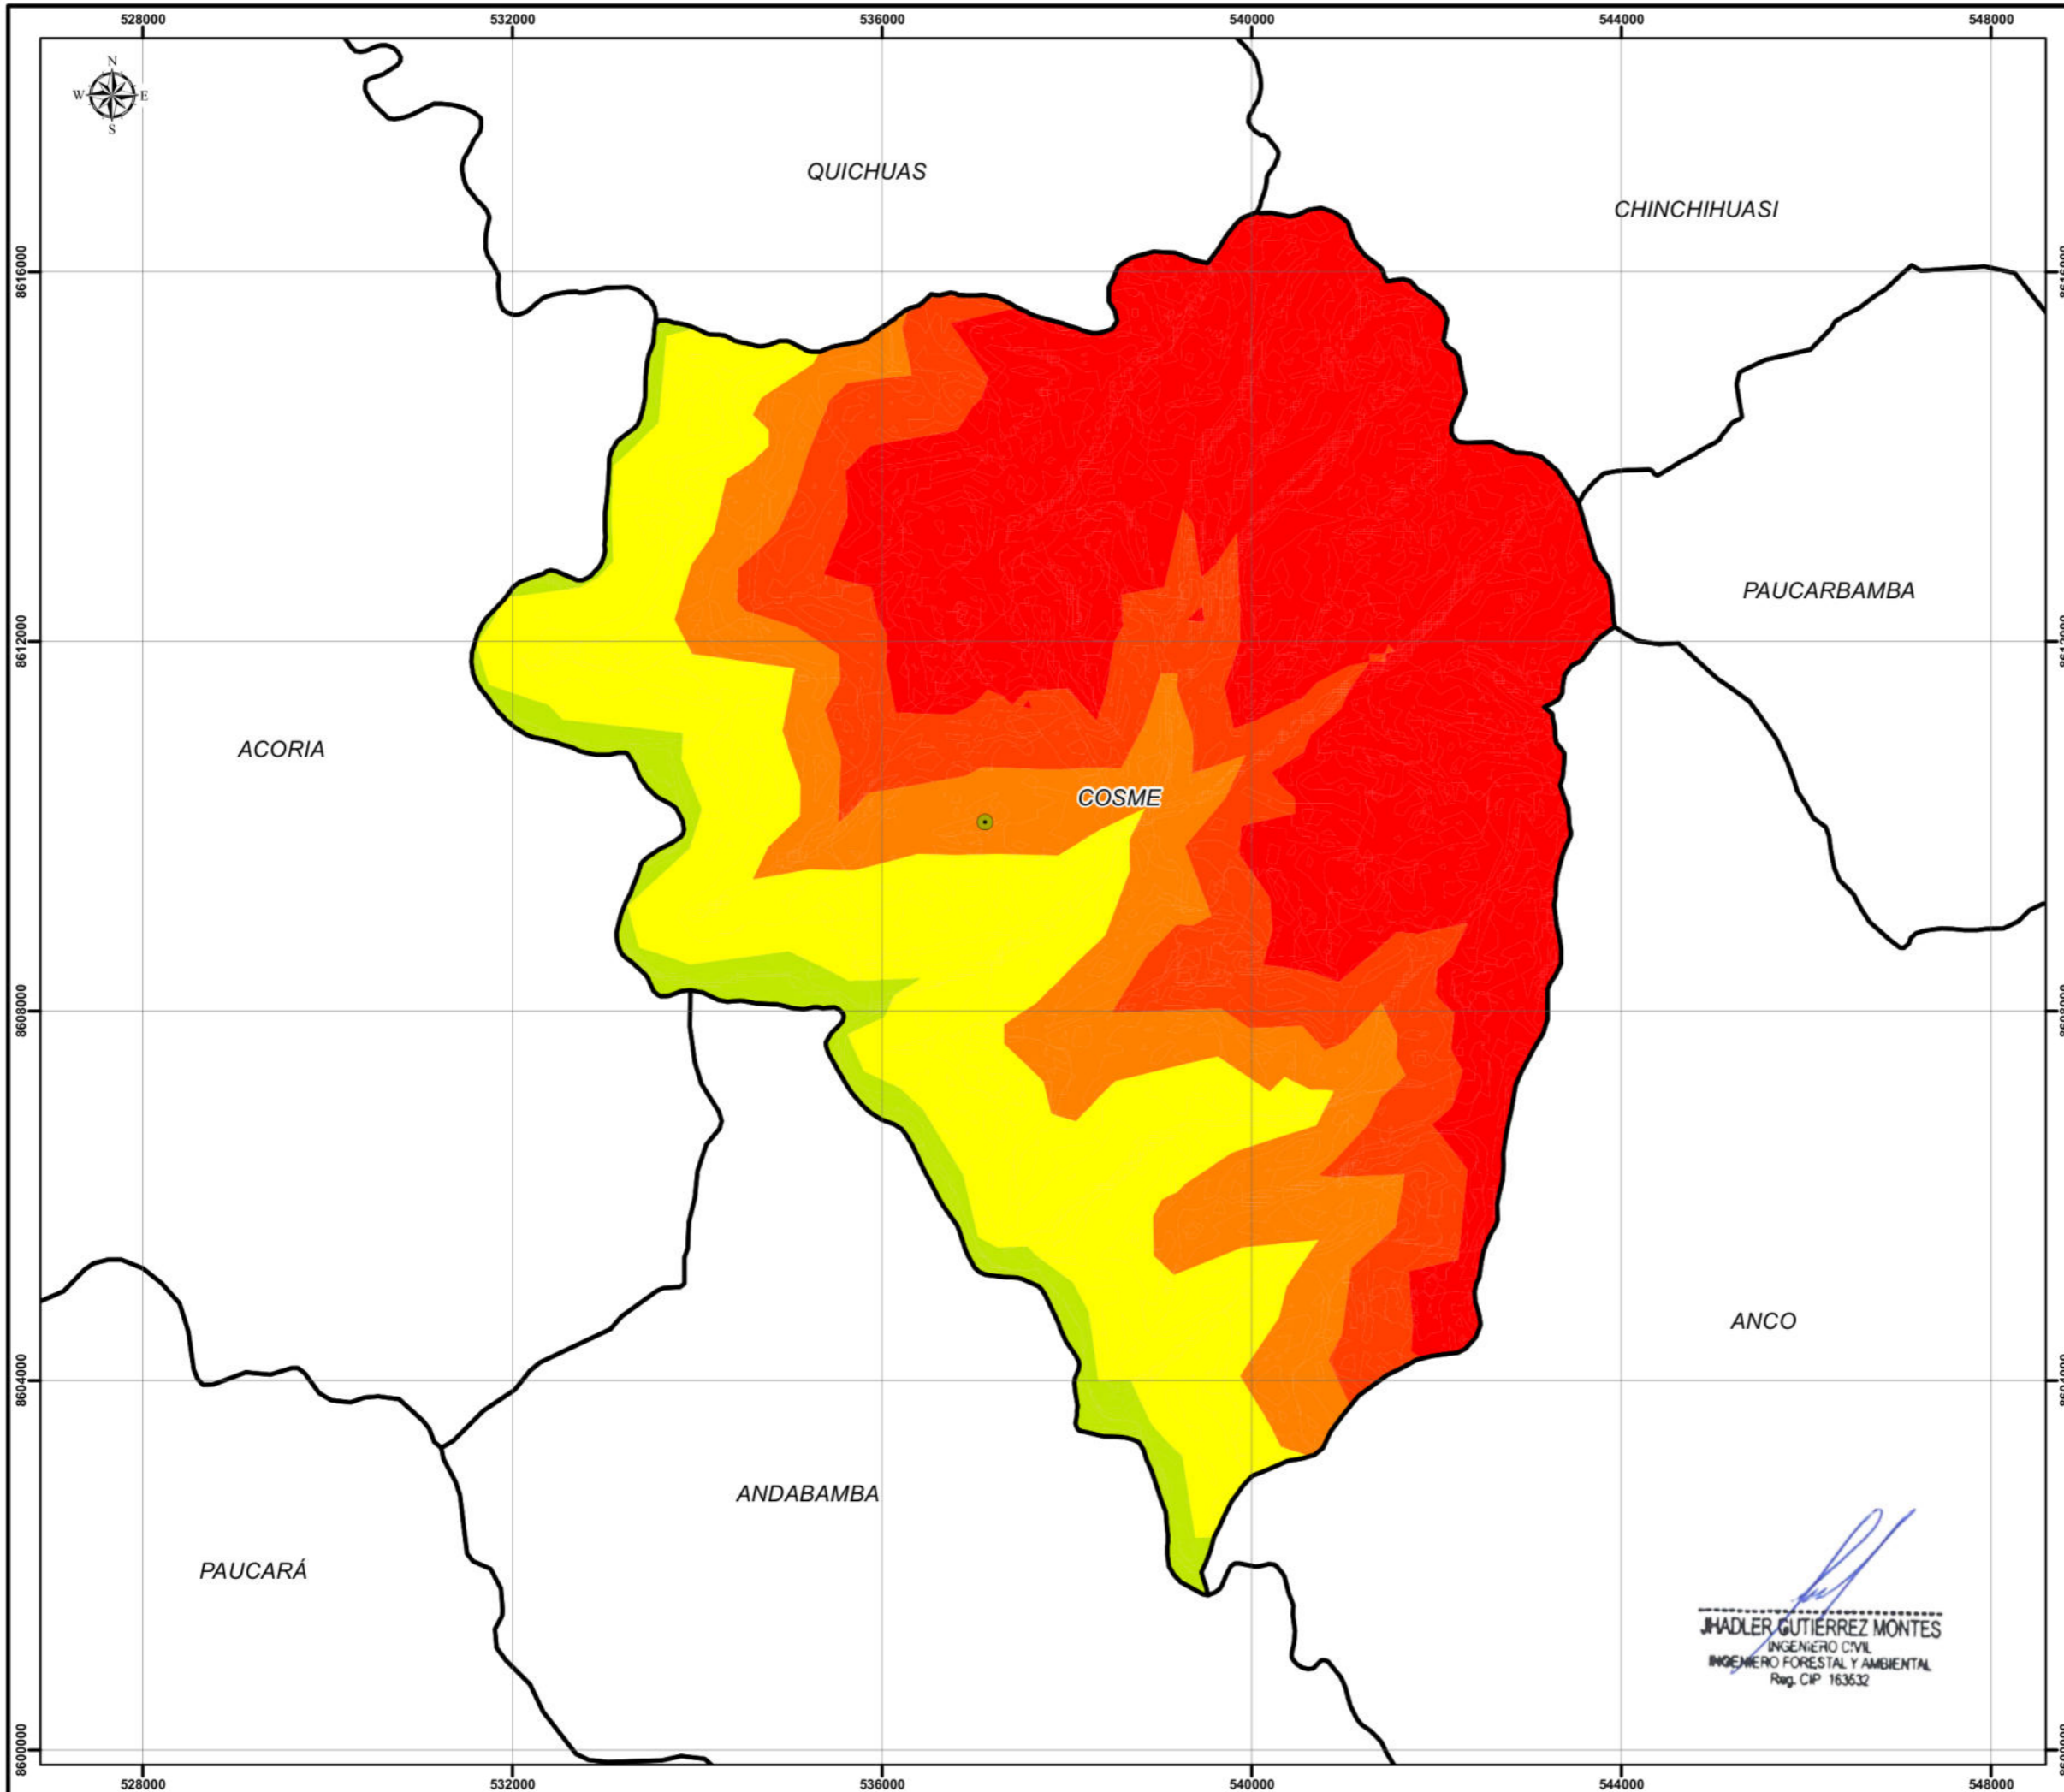 528000 532000 536000 540000 544000 548000
N
W E
S
QUICHUAS
CHINCHIHUASI
8616000
PAUCARBAMBA
8612000
ACORIA
COSME
8608000
ANCO
8604000
ANDABAMBA
PAUCARÁ
JHADLER GUTIERREZ MONTES
INGENIERO CIVIL
INGENIERO FORESTAL Y AMBIENTAL
Reg. CIP 163532
8600000
528000 532000 536000 540000 544000 548000